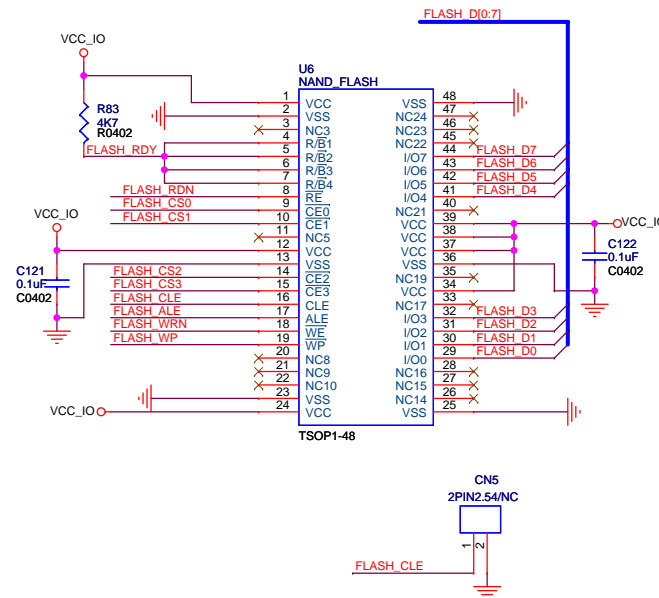 FLASH_D[0:7]
VCC_IO
U6
NAND_FLASH
R83
4K7
R0402
FLASH_RDY
1 VCC VSS 48
2 VSS NC24 47
3 NC3 NC23 46
4 R/B1 NC22 45
5 R/B2 I/O7 44 FLASH_D7
6 R/B3 I/O6 43 FLASH_D6
7 R/B4 I/O5 42 FLASH_D5
FLASH_RDN 8 RE I/O4 41 FLASH_D4
FLASH_CS0 9 CE0 NC21 40
FLASH_CS1 10 CE1 VCC 39
11 NC5 VCC 38
12 VCC VCC 37
13 VSS VSS 36
FLASH_CS2 14 CE2 NC19 35
FLASH_CS3 15 CE3 VCC 34
FLASH_CLE 16 CLE NC17 33
FLASH_ALE 17 ALE I/O3 32 FLASH_D3
FLASH_WRN 18 WE I/O2 31 FLASH_D2
FLASH_WP 19 WP I/O1 30 FLASH_D1
20 NC8 I/O0 29 FLASH_D0
21 NC9 NC16 28
22 NC10 NC15 27
23 VSS NC14 26
24 VCC VSS 25
TSOP1-48
VCC_IO
C121
0.1uF
C0402
VCC_IO
VCC_IO
C122
0.1uF
C0402
CN5
2PIN2.54/NC
1
2
FLASH_CLE